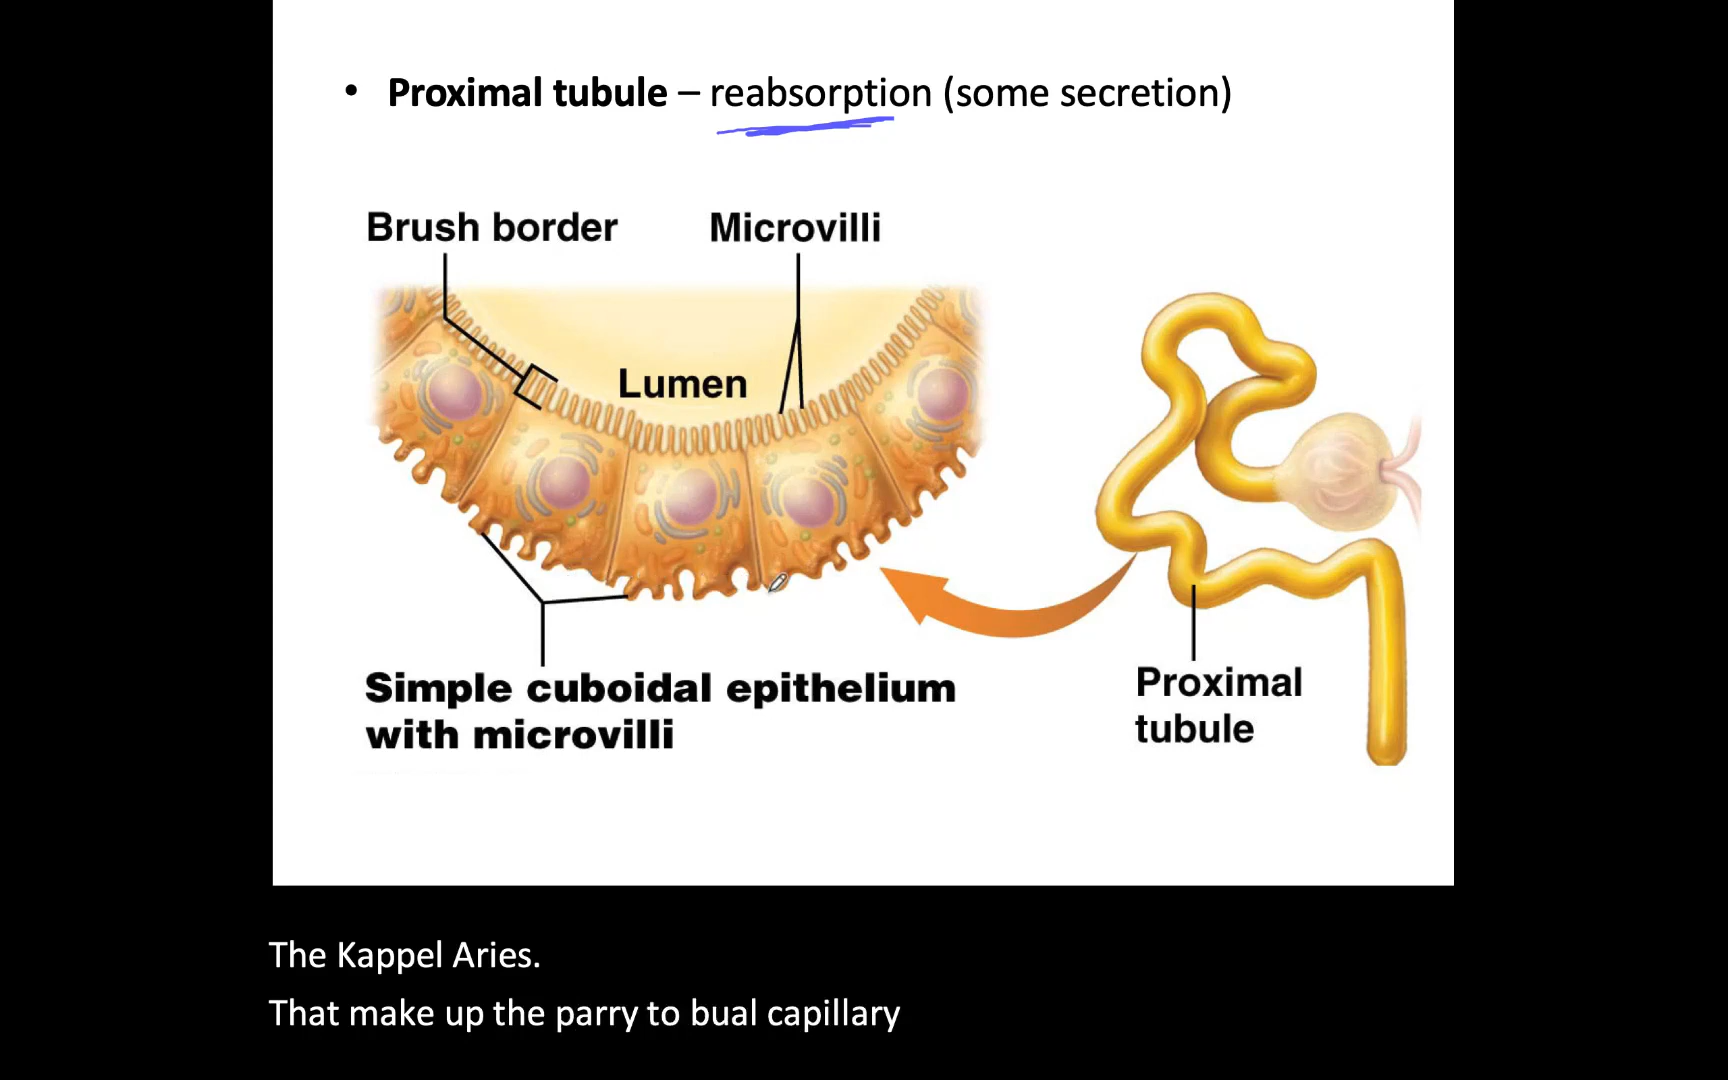 • Proximal tubule – reabsorption (some secretion)
Brush border
Microvilli
Lumen
Simple cuboidal epithelium
with microvilli
Proximal
tubule
The Kappel Aries.
That make up the parry to bual capillary